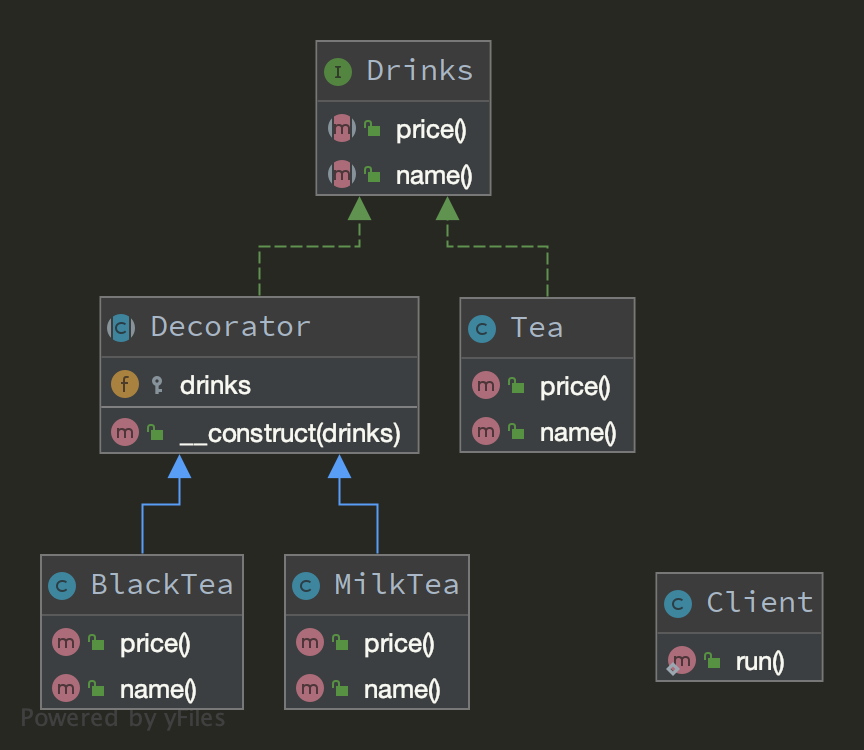 Drinks
price()
name()
Decorator
drinks
__construct(drinks)
Tea
price()
name()
BlackTea
price()
name()
MilkTea
price()
name()
Client
run()
Powered by yFiles